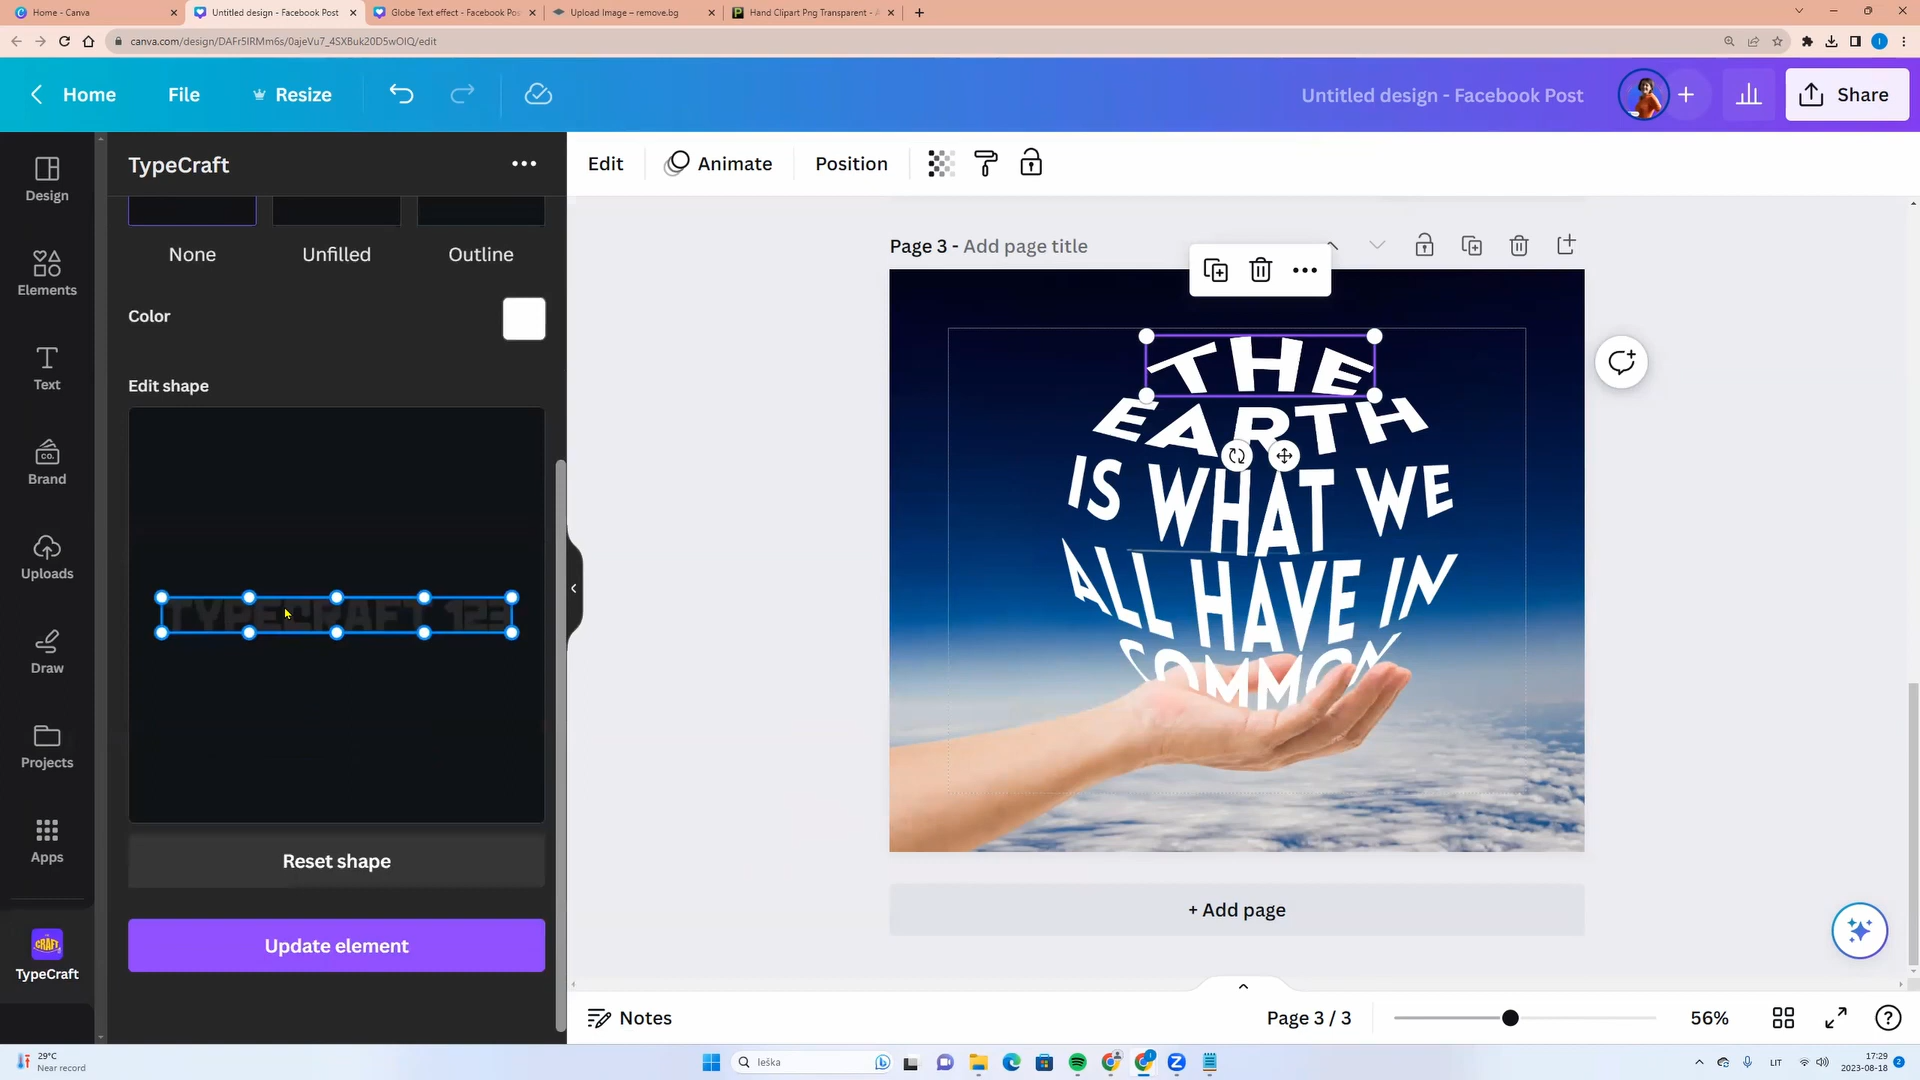 Home - Canva
Untitled design - Facebook Post
Globe Text effect - Facebook Po
Upload Image – remove.bg
Hand Clipart Png Transparent - A
canva.com/design/DAFr5IRMm6s/0ajeVu7_4SXBuk20D5wOIQ/edit
Home
File
Resize
Untitled design - Facebook Post
Share
Design
Elements
Text
Brand
Uploads
Draw
Projects
Apps
TypeCraft
TypeCraft
None
Unfilled
Outline
Color
Edit shape
TYPECRAFT 123
Reset shape
Update element
Edit
Animate
Position
Page 3 - Add page title
THE
EARTH
IS WHAT WE
ALL HAVE IN
COMMON
+ Add page
Notes
Page 3 / 3
56%
29°C
Near record
Ieška
LIT
17:29
2023-08-18